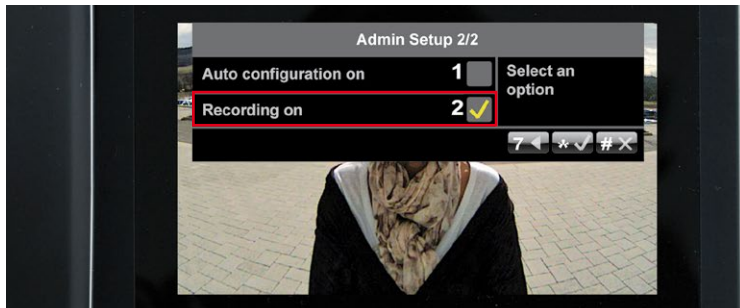 Admin Setup 2/2
Auto configuration on 1
Select an
option
Recording on 2
7 * #